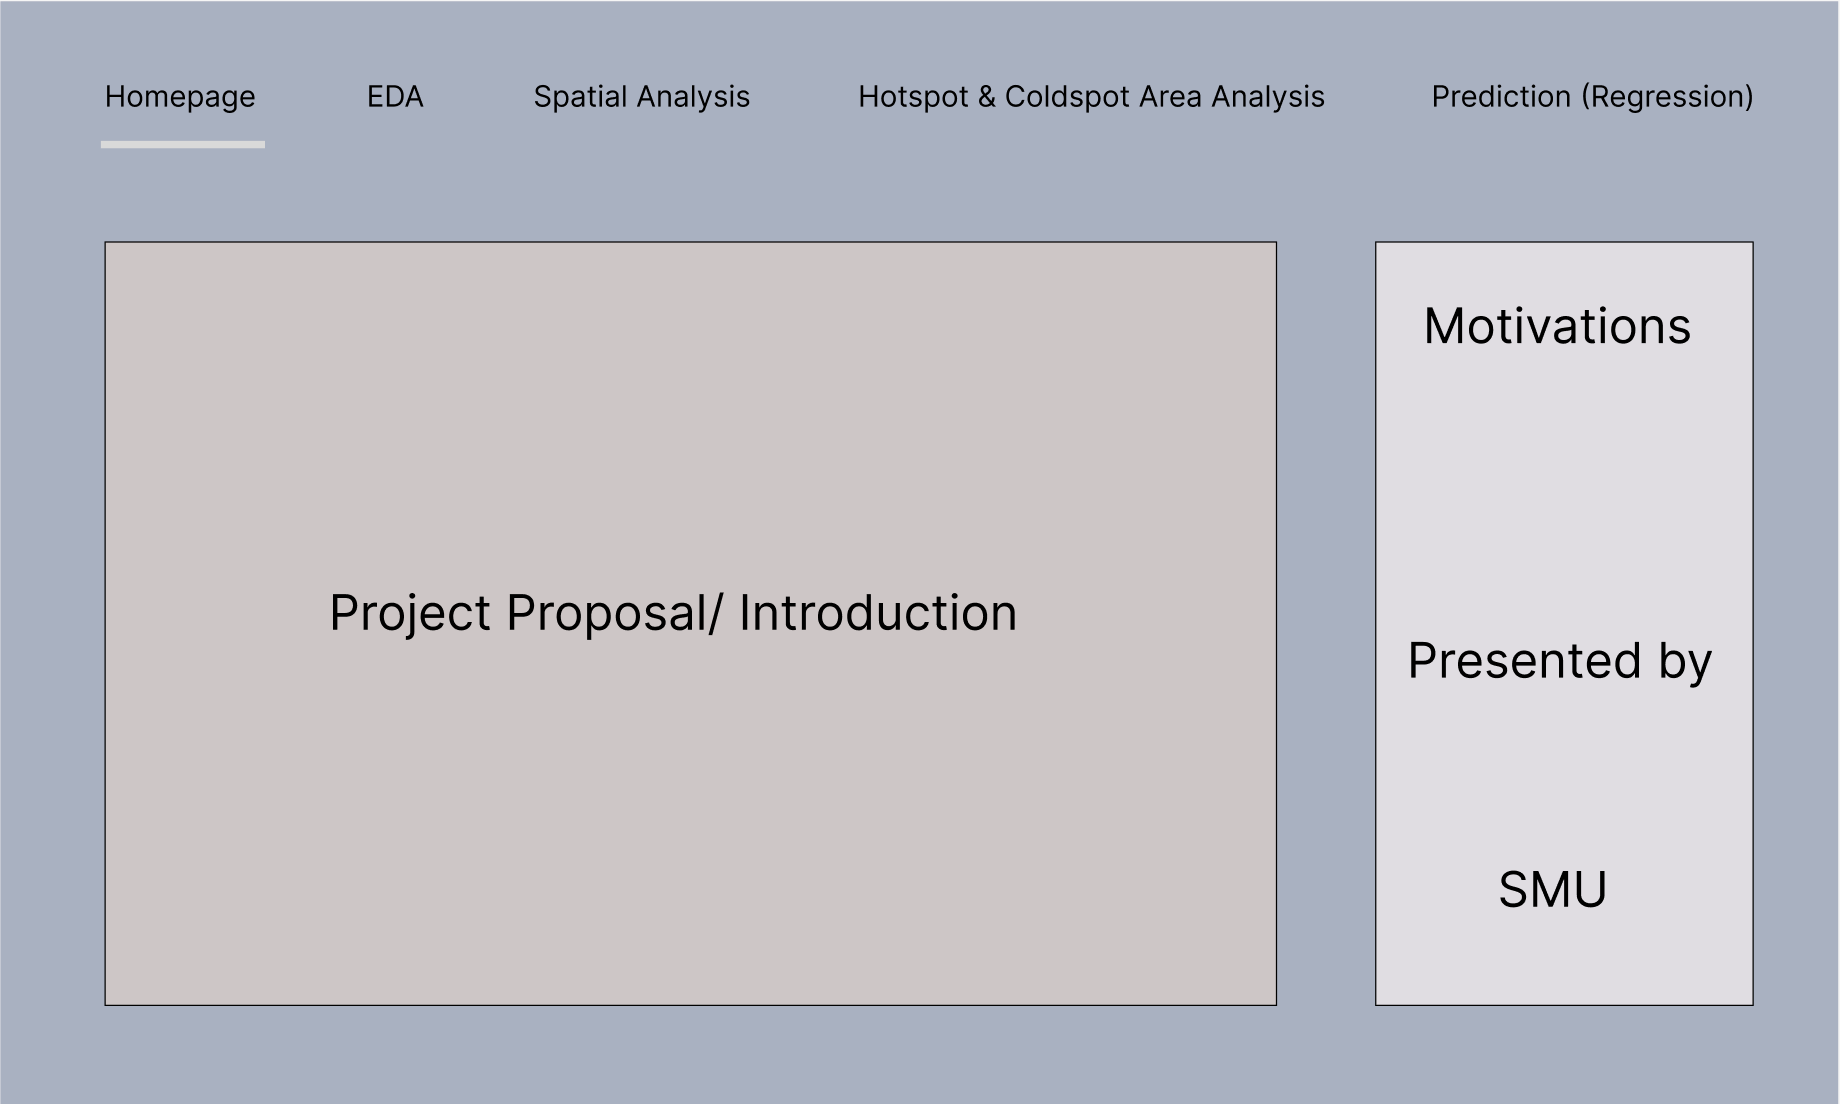 Homepage
EDA
Spatial Analysis
Hotspot & Coldspot Area Analysis
Prediction (Regression)
Project Proposal/ Introduction
Motivations
Presented by
SMU